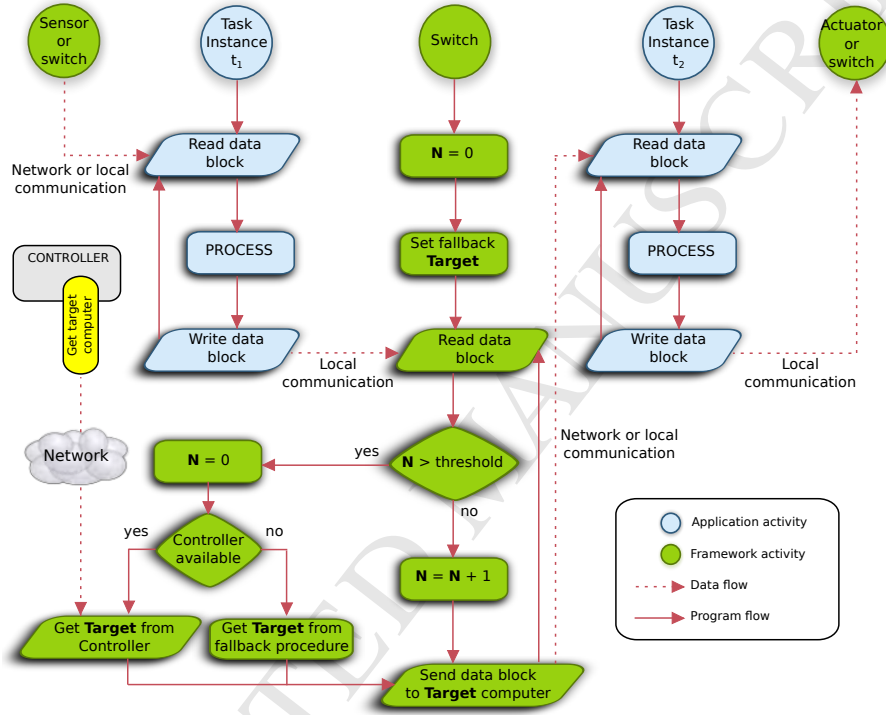 Sensor
or
switch
Task
Instance
t1
Switch
Task
Instance
t2
Actuator
or
switch
Read data
block
N = 0
Read data
block
Network or local
communication
PROCESS
Set fallback
Target
PROCESS
CONTROLLER
Get target
computer
Write data
block
Local
communication
Read data
block
Write data
block
Local
communication
Network
N = 0
yes
N > threshold
Network or local
communication
no
yes
Controller
available
no
N = N + 1
Application activity
Framework activity
Data flow
Program flow
Get Target from
Controller
Get Target from
fallback procedure
Send data block
to Target computer